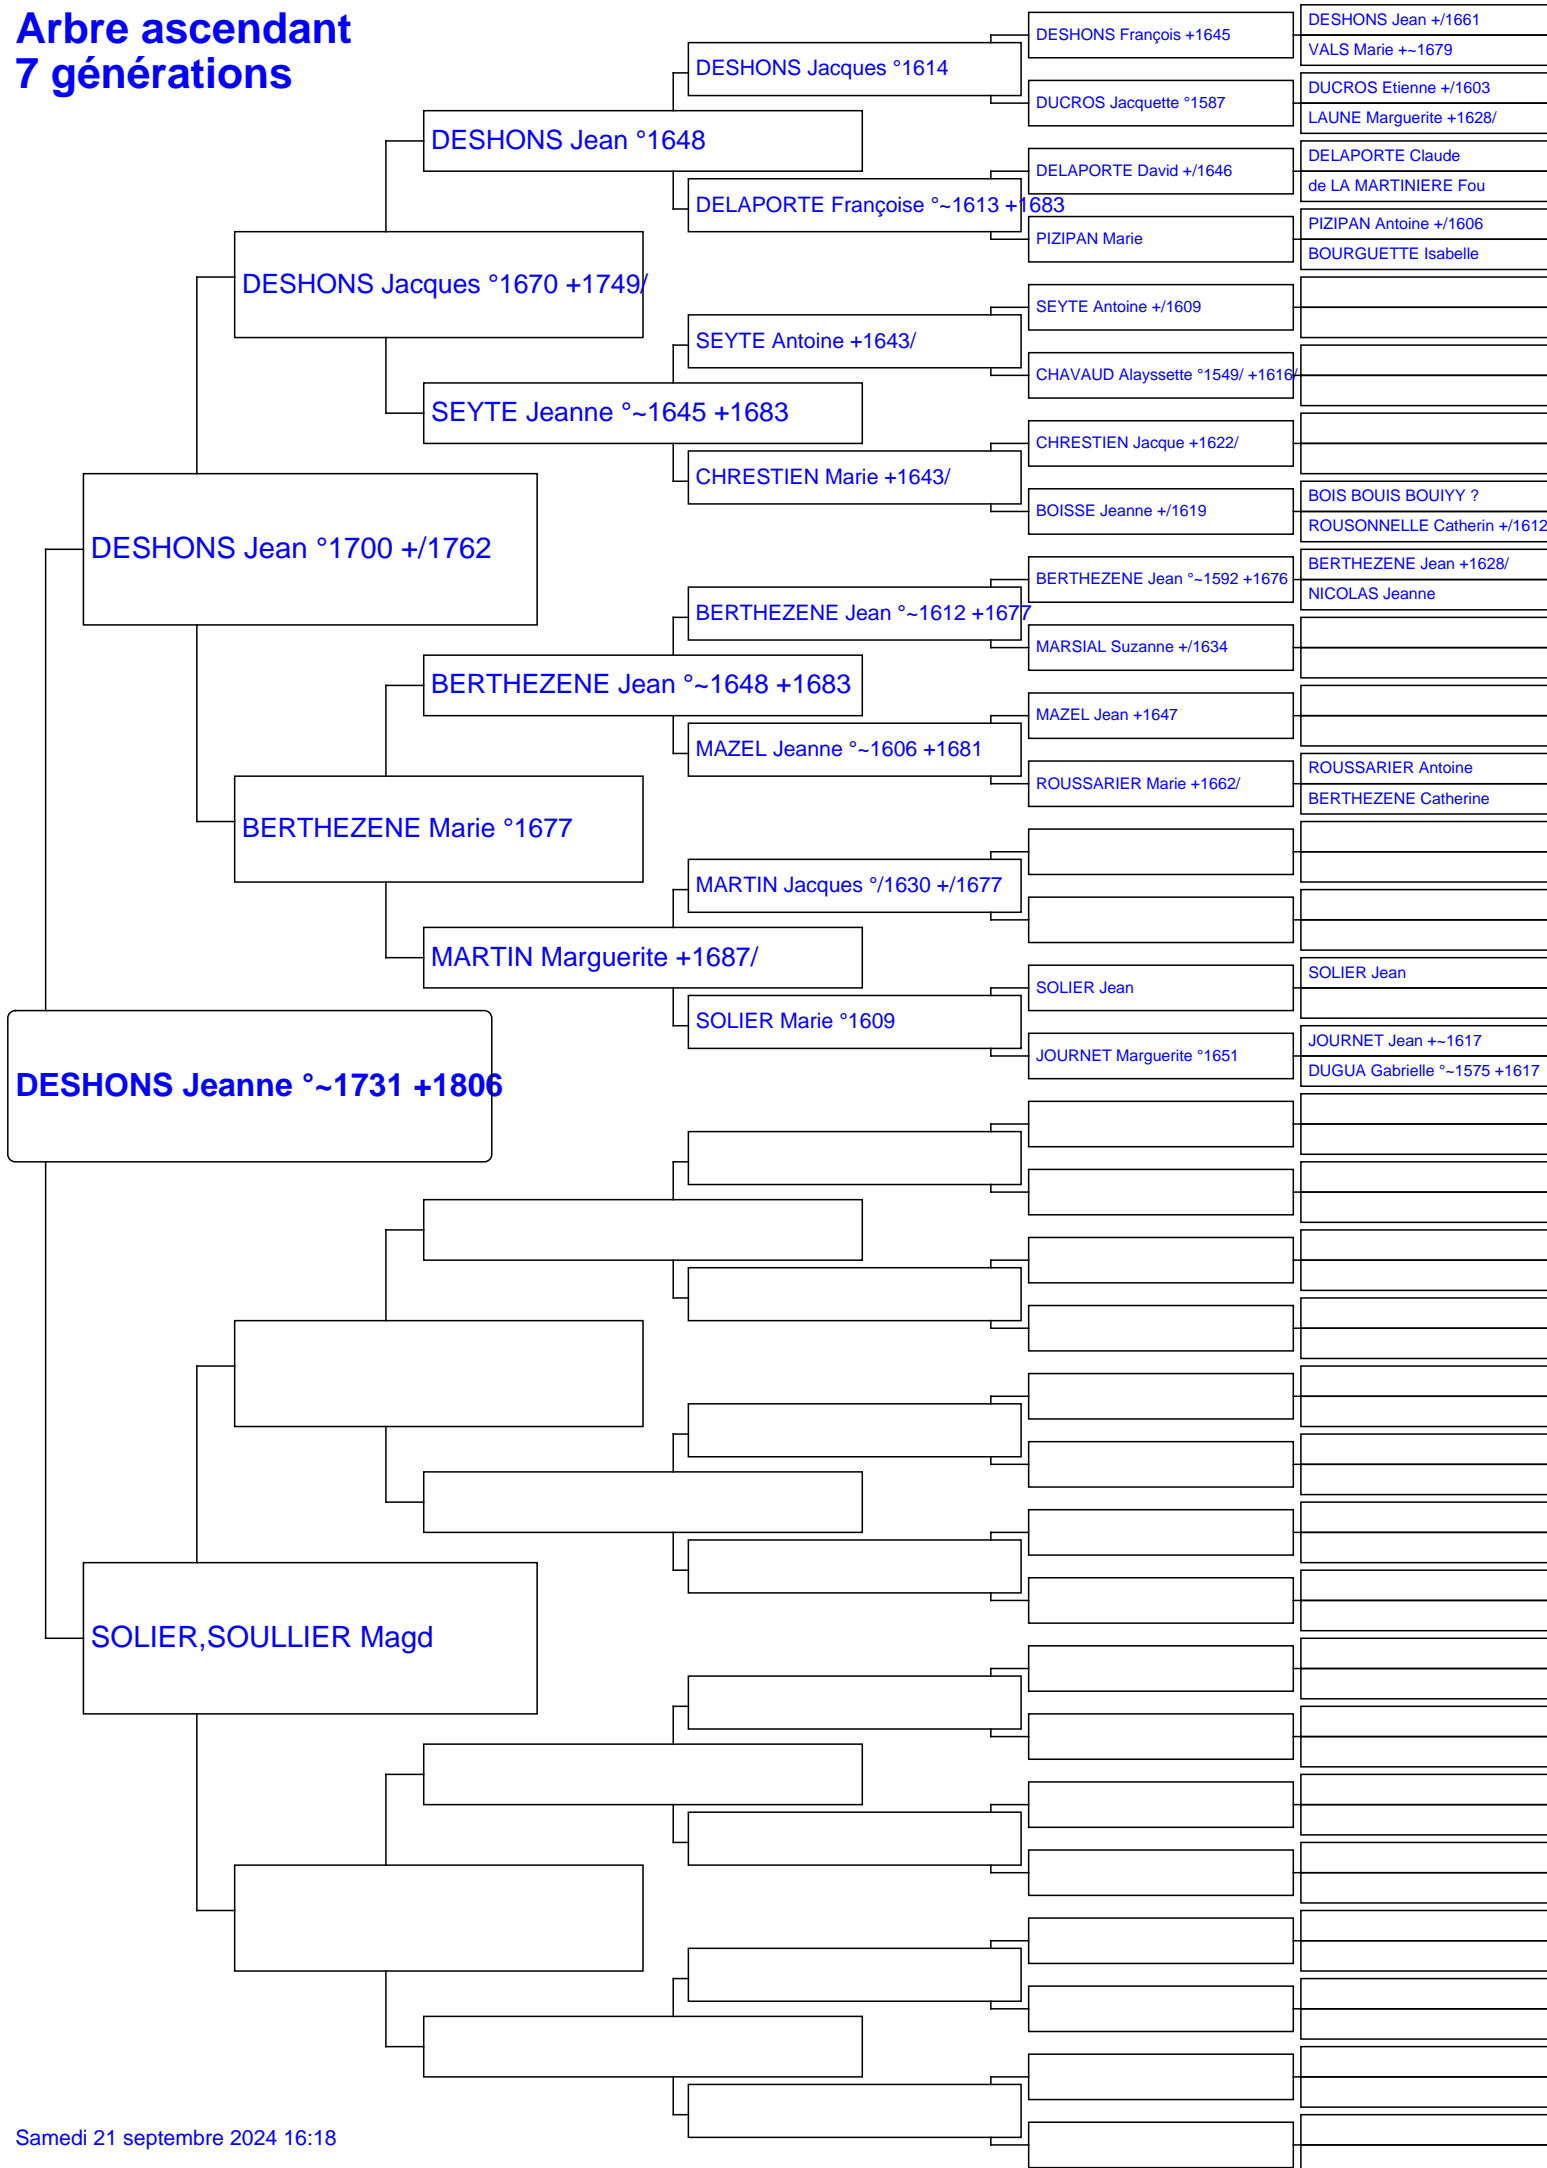 Arbre ascendant
7 générations
DESHONS Jeanne °~1731 +1806
DESHONS Jean °1700 +/1762
SOLIER,SOULLIER Magd
DESHONS Jacques °1670 +1749/
BERTHEZENE Marie °1677
DESHONS Jean °1648
SEYTE Jeanne °~1645 +1683
BERTHEZENE Jean °~1648 +1683
MARTIN Marguerite +1687/
DESHONS Jacques °1614
DELAPORTE Françoise °~1613 +1683
SEYTE Antoine +1643/
CHRESTIEN Marie +1643/
BERTHEZENE Jean °~1612 +1677
MAZEL Jeanne °~1606 +1681
MARTIN Jacques °/1630 +/1677
SOLIER Marie °1609
DESHONS François +1645
DUCROS Jacquette °1587
DELAPORTE David +/1646
PIZIPAN Marie
SEYTE Antoine +/1609
CHAVAUD Alayssette °1549/ +1616/
CHRESTIEN Jacque +1622/
BOISSE Jeanne +/1619
BERTHEZENE Jean °~1592 +1676
MARSIAL Suzanne +/1634
MAZEL Jean +1647
ROUSSARIER Marie +1662/
SOLIER Jean
JOURNET Marguerite °1651
DESHONS Jean +/1661
VALS Marie +~1679
DUCROS Etienne +/1603
LAUNE Marguerite +1628/
DELAPORTE Claude
de LA MARTINIERE Fou
PIZIPAN Antoine +/1606
BOURGUETTE Isabelle
BOIS BOUIS BOUIYY ?
ROUSONNELLE Catherin +/1612
BERTHEZENE Jean +1628/
NICOLAS Jeanne
ROUSSARIER Antoine
BERTHEZENE Catherine
SOLIER Jean
JOURNET Jean +~1617
DUGUA Gabrielle °~1575 +1617
Samedi 21 septembre 2024 16:18